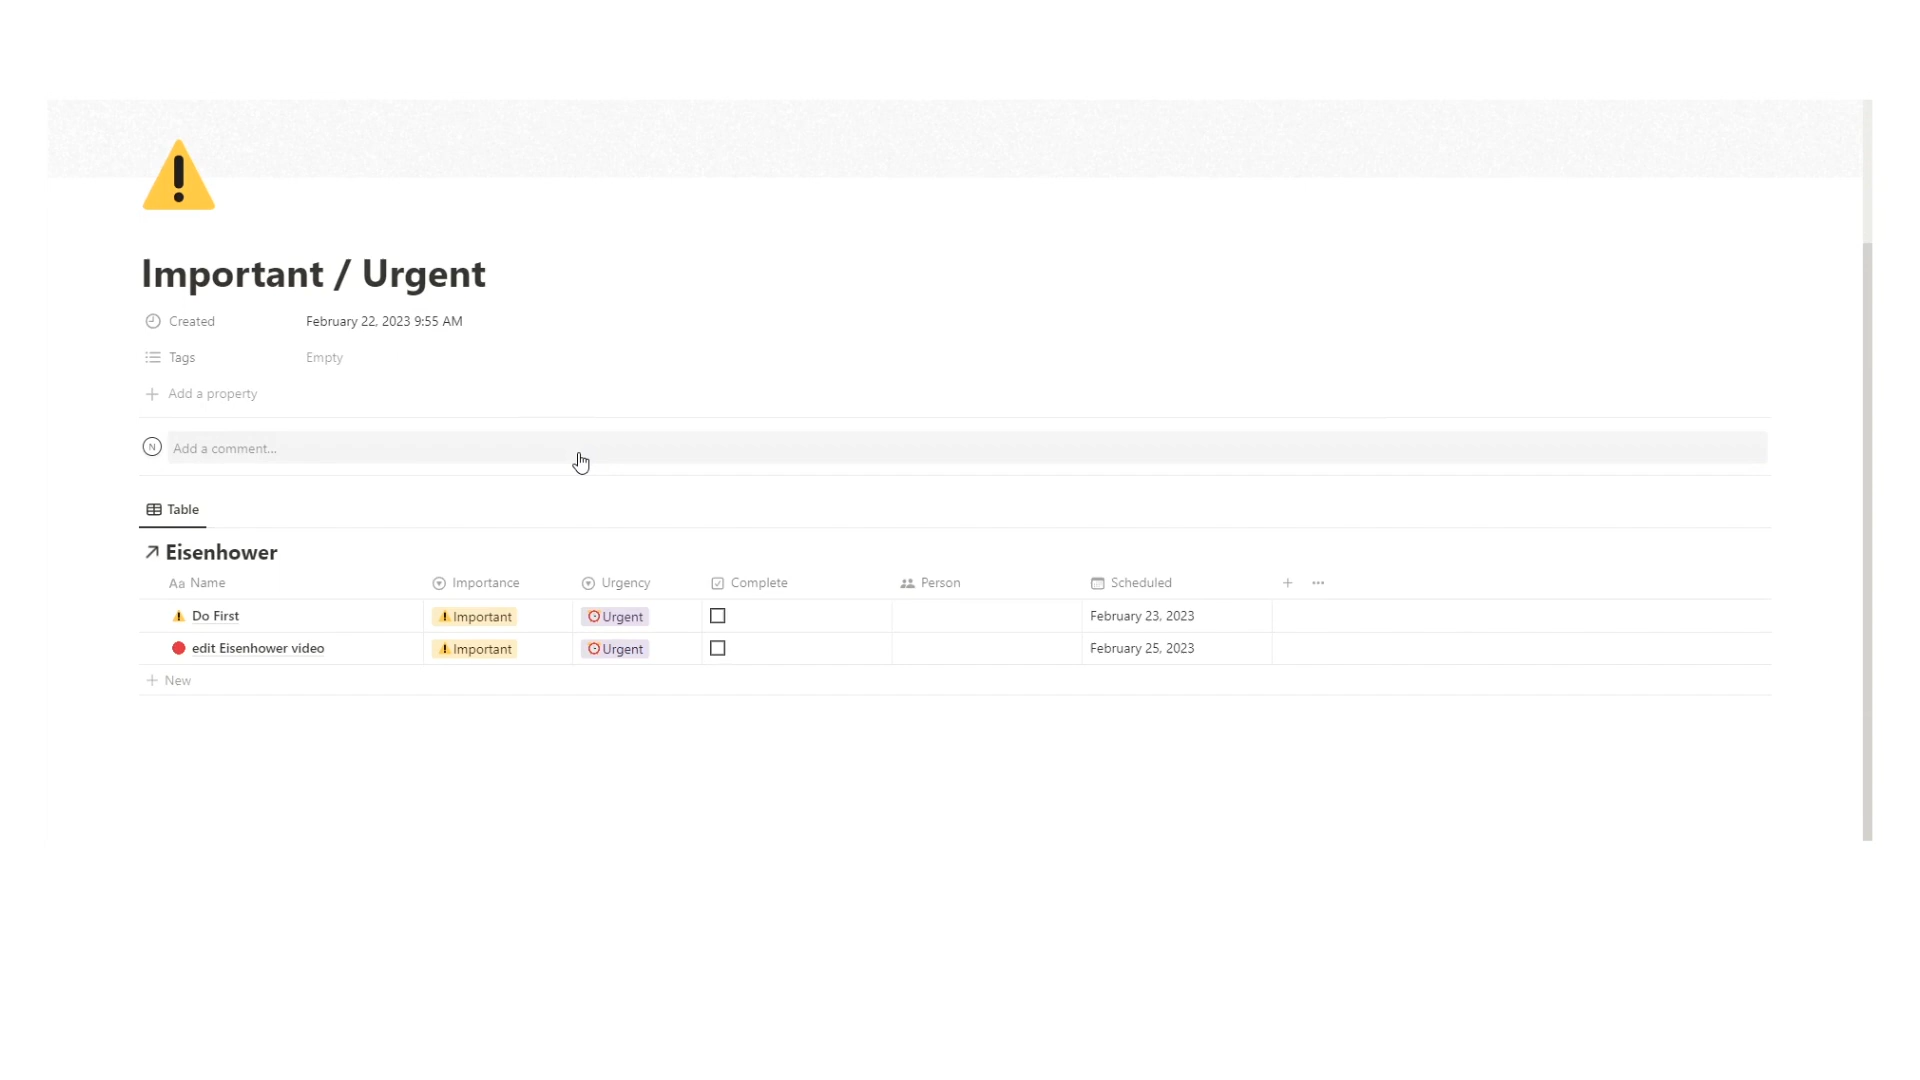 Important / Urgent
Created February 22, 2023 9:55 AM
Tags Empty
Add a property
N Add a comment...
Table
Eisenhower
Aa Name Importance Urgency Complete Person Scheduled
Do First Important Urgent February 23, 2023
edit Eisenhower video Important Urgent February 25, 2023
New